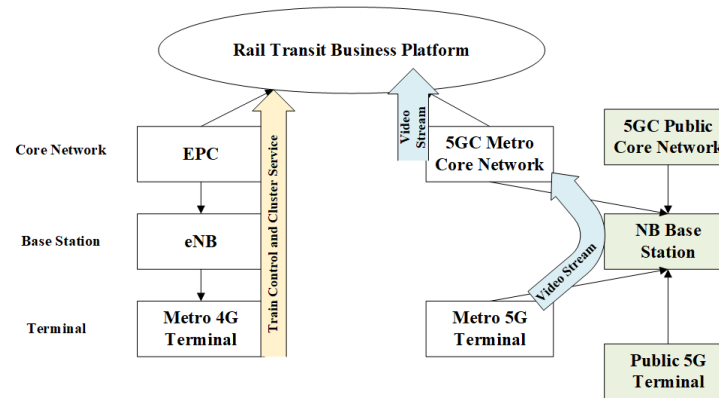 Rail Transit Business Platform
Core Network
EPC
Train Control and Cluster Service
Video
Stream
5GC Metro
Core Network
5GC Public
Core Network
Base Station
eNB
Video Stream
NB Base
Station
Terminal
Metro 4G
Terminal
Metro 5G
Terminal
Public 5G
Terminal